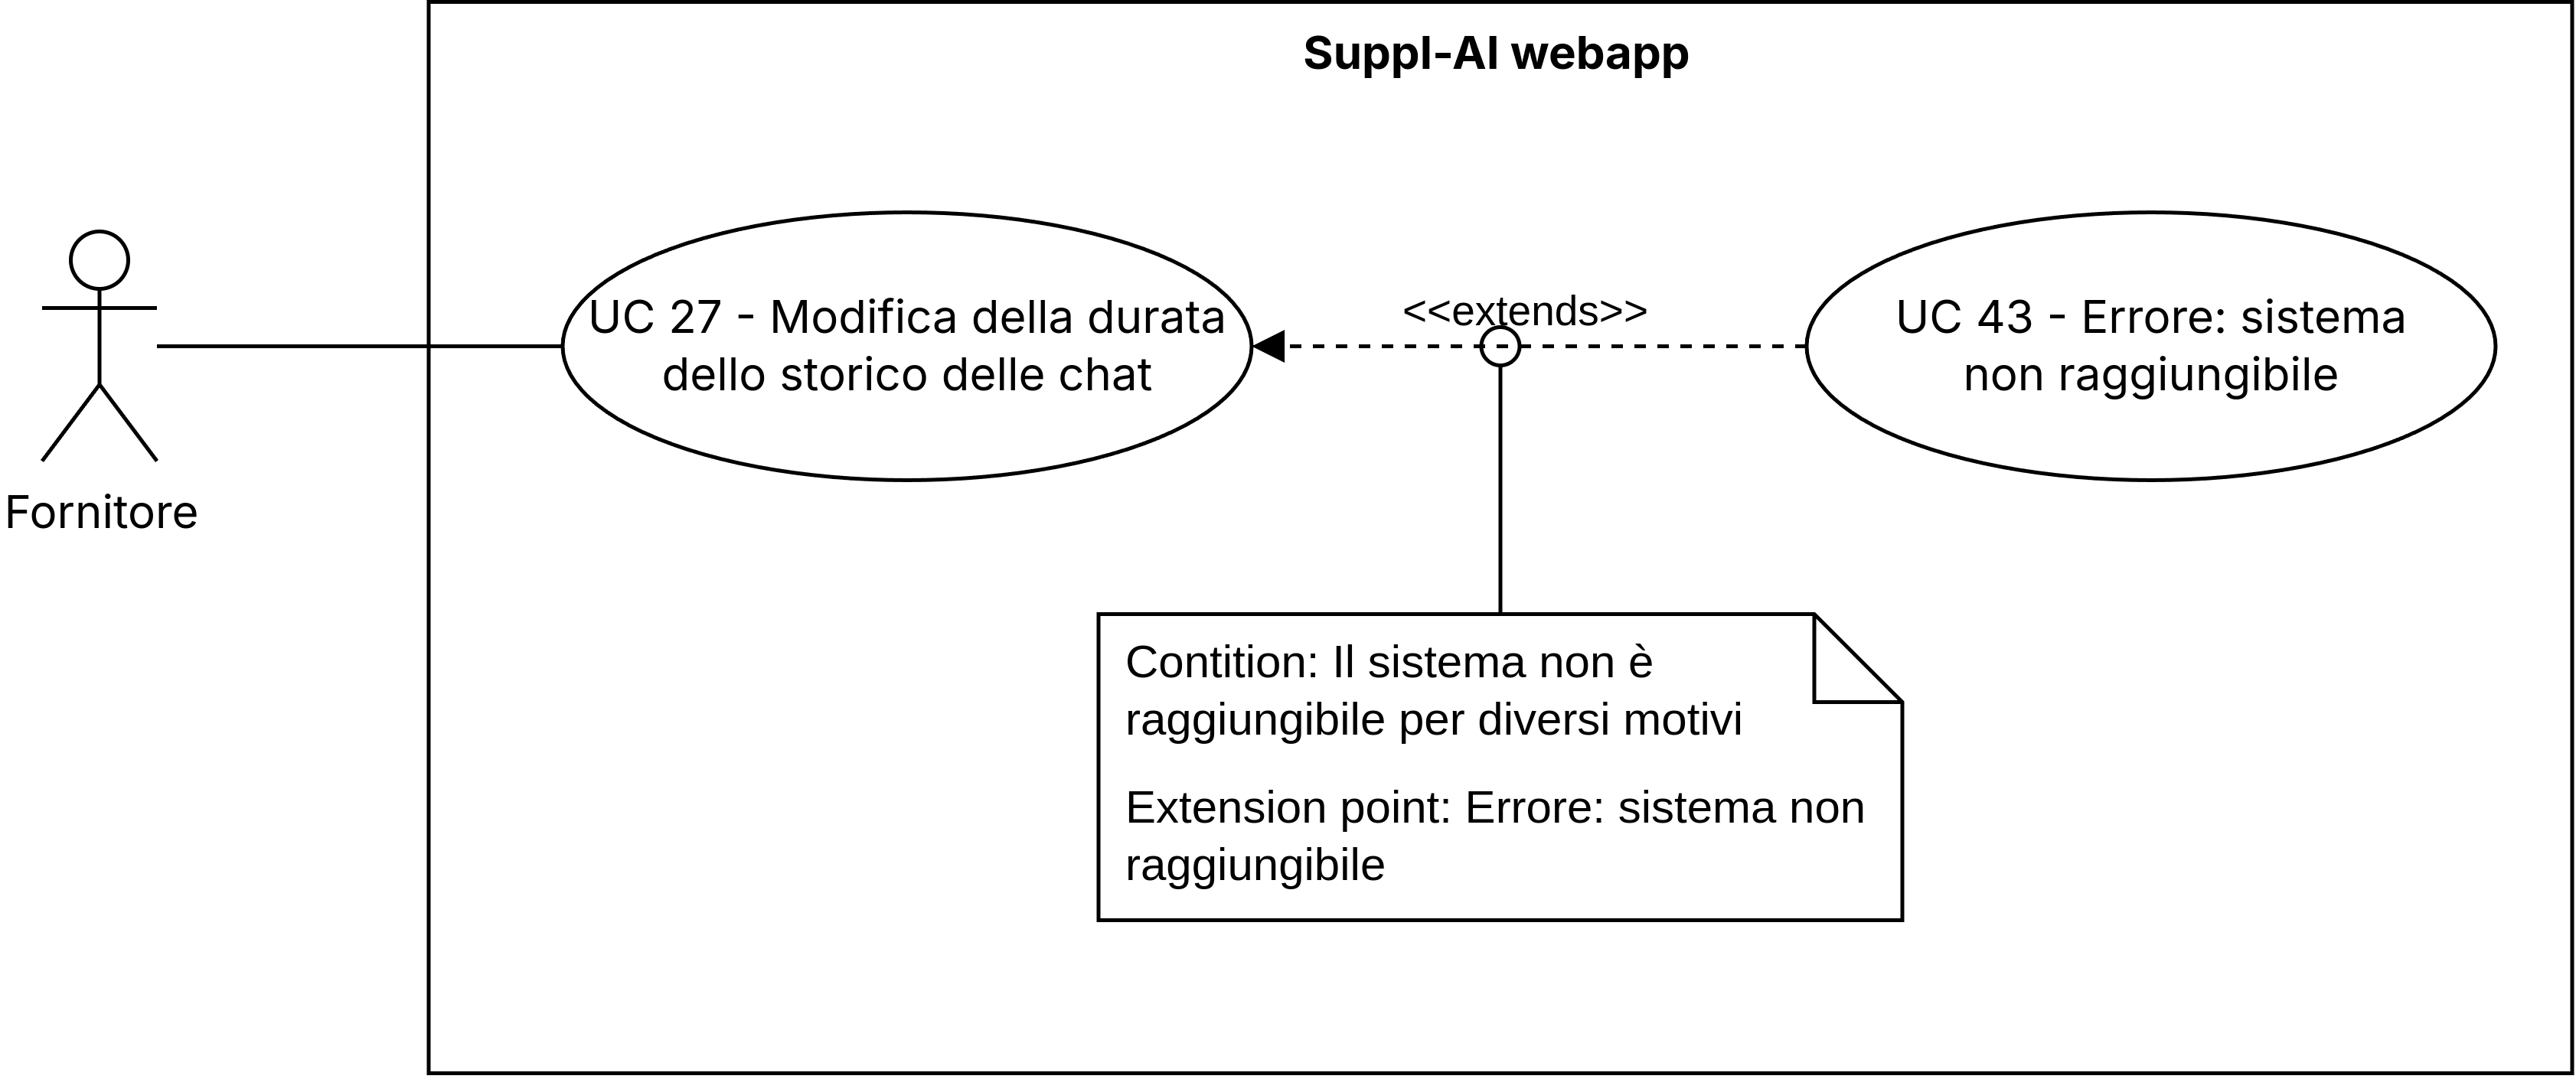 Suppl-AI webapp
UC 27 - Modifica della durata
dello storico delle chat
<<extends>>
UC 43 - Errore: sistema
non raggiungibile
Fornitore
Contition: Il sistema non è
raggiungibile per diversi motivi
Extension point: Errore: sistema non
raggiungibile